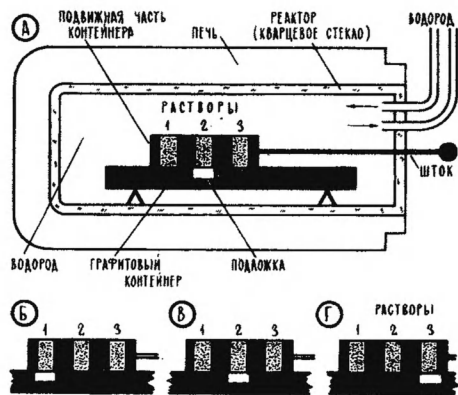 А
ПОДВИЖНАЯ ЧАСТЬ
КОНТЕЙНЕРА
ПЕЧЬ
РЕАКТОР
(КВАРЦЕВОЕ СТЕКЛО)
ВОДОРОД
РАСТВОРЫ
1 2 3
ШТОК
ВОДОРОД
ГРАФИТОВЫЙ
КОНТЕЙНЕР
ПОДЛОЖКА
Б
1 2 3
В
1 2 3
Г
РАСТВОРЫ
1 2 3